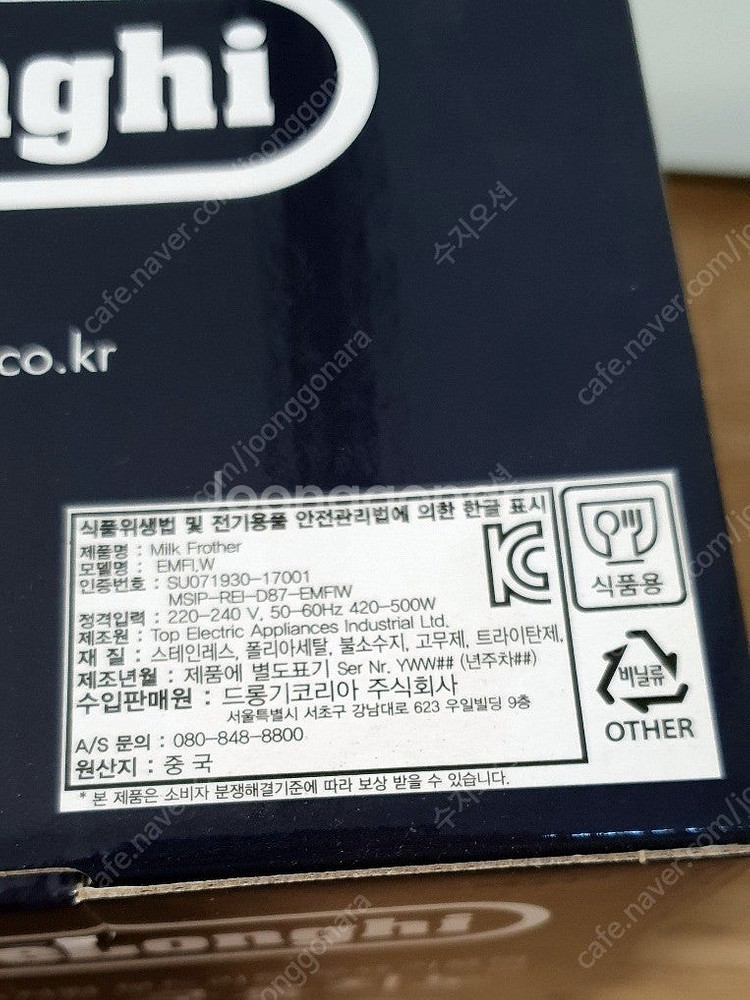 nghi
.co.kr
식품위생법 및 전기용품 안전관리법에 의한 한글 표시
제품명 : Milk Frother
모델명 : EMFI.W
인증번호 : SU071930-17001
MSIP-REI-D87-EMFIW
정격입력 : 220-240 V, 50-60Hz 420-500W
제조원 : Top Electric Appliances Industrial Ltd.
재 질 : 스테인레스, 폴리아세탈, 불소수지, 고무제, 트라이탄제,
제조년월 : 제품에 별도표기 Ser Nr. YWW## (년주차##)
수입판매원 : 드롱기코리아 주식회사
서울특별시 서초구 강남대로 623 우일빌딩 9층
A/S 문의 : 080-848-8800
원산지 : 중 국
* 본 제품은 소비자 분쟁해결기준에 따라 보상 받을 수 있습니다.
식품용
비닐류
OTHER
DeLonghi
joonggonara
cafe.naver.com/joonggonara
수지오션